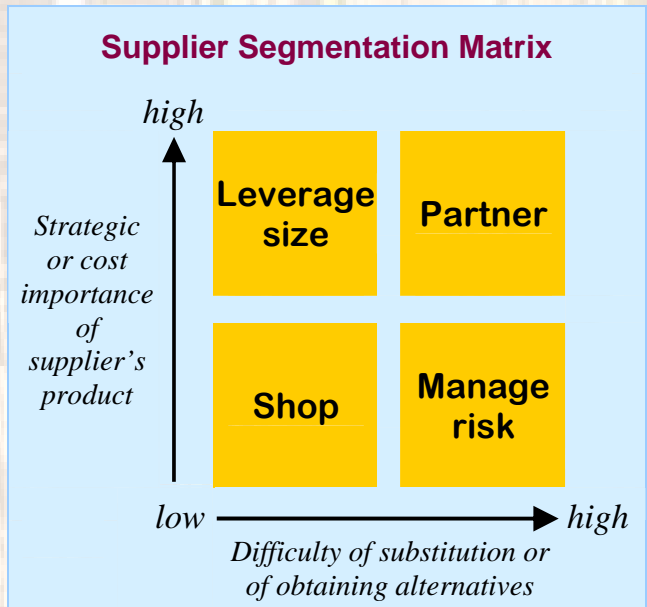 Supplier Segmentation Matrix
high
Strategic
or cost
importance
of
supplier’s
product
Leverage
size
Partner
Shop
Manage
risk
low
high
Difficulty of substitution or
of obtaining alternatives